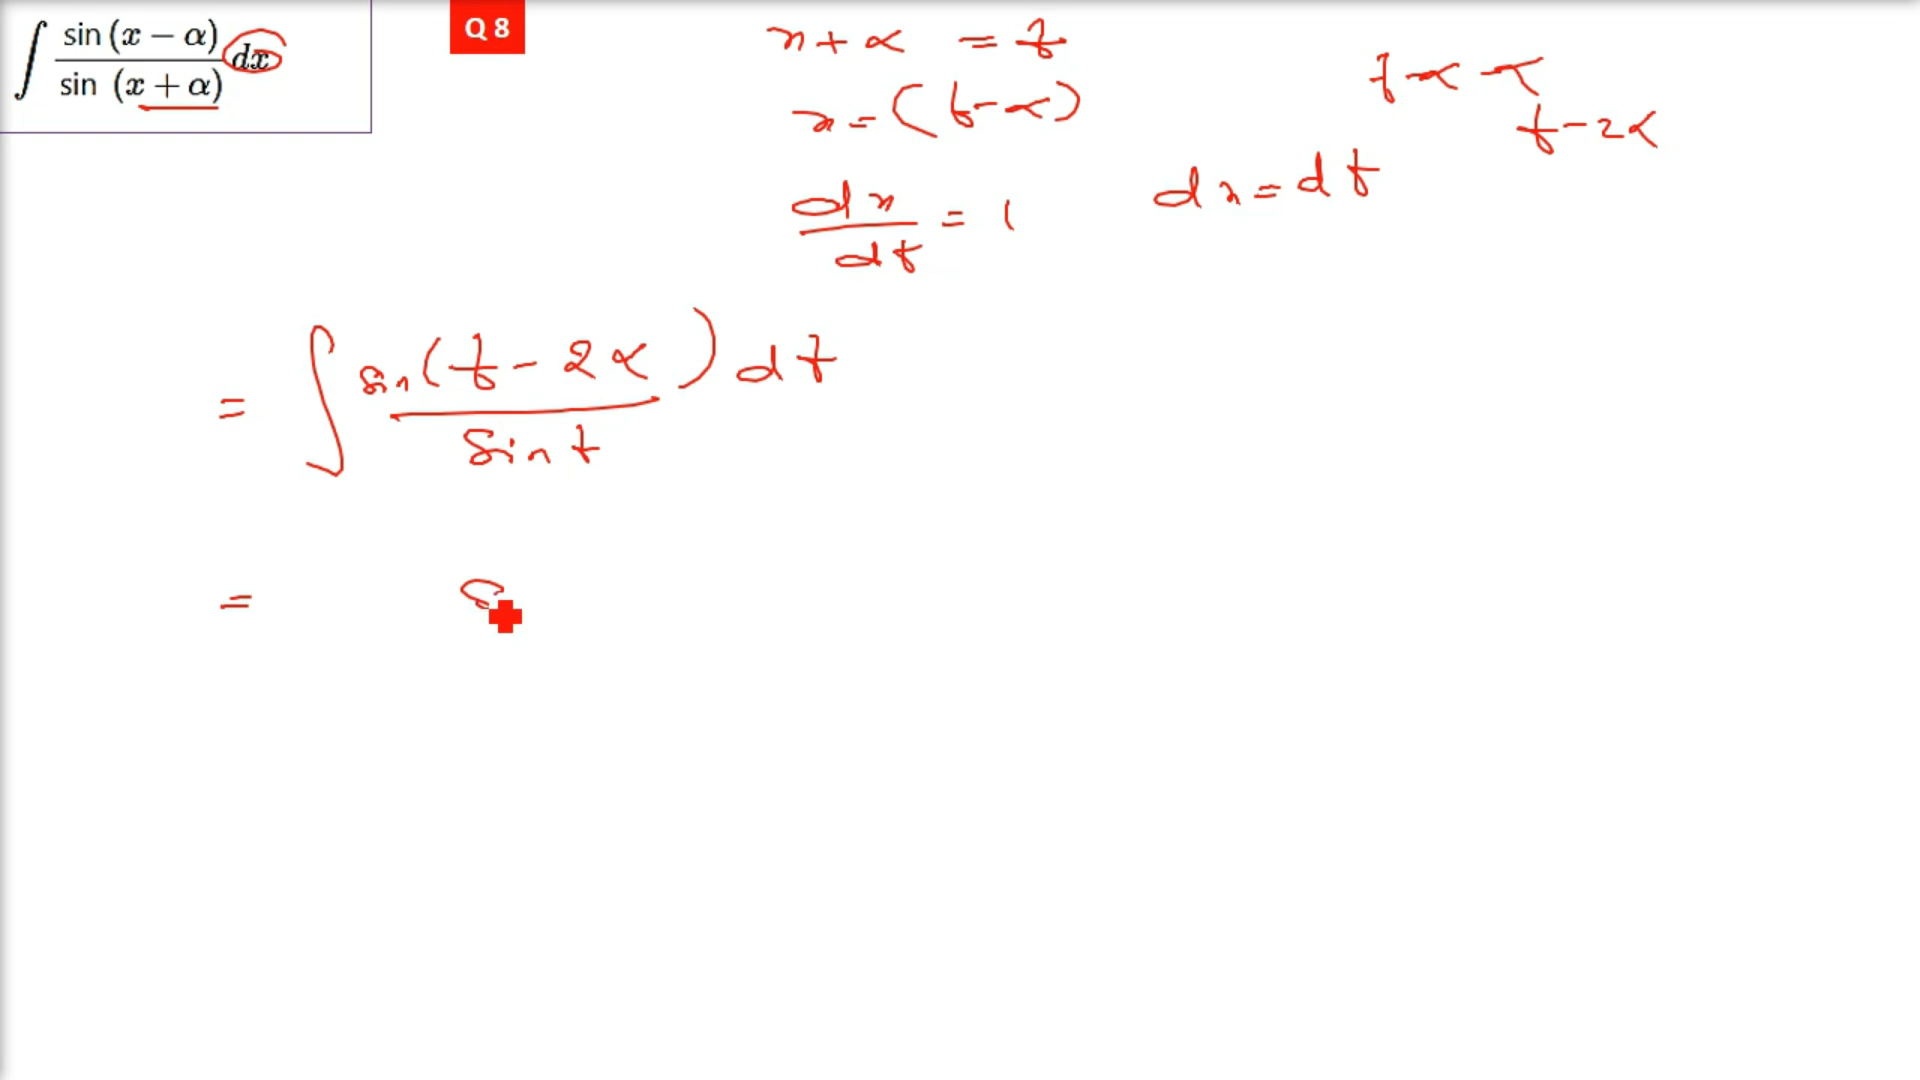 ∫ sin (x − α) / sin (x + α) dx
Q 8
x + α = t
x = (t − α)
dx/dt = 1
dx = dt
t − α − α
t − 2α
= ∫ sin(t − 2α) / sin t dt
=